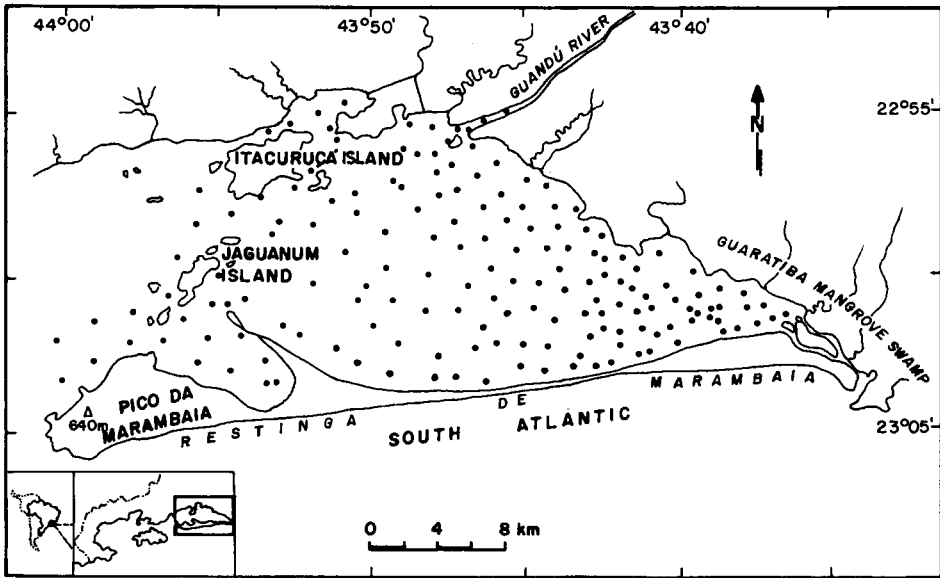 44°00'
43°50'
43°40'
GUANDÚ RIVER
22°55'
N
ITACURUÇA ISLAND
JAGUANUM
ISLAND
GUARATIBA MANGROVE SWAMP
PICO DA
MARAMBAIA
640m
RESTINGA DE MARAMBAIA
SOUTH ATLANTIC
23°05'
0 4 8 km